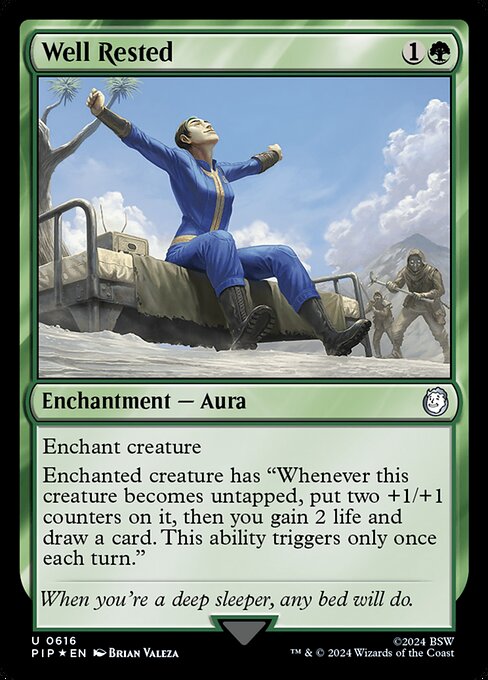 Well Rested 1
Enchantment — Aura
Enchant creature
Enchanted creature has “Whenever this
creature becomes untapped, put two +1/+1
counters on it, then you gain 2 life and
draw a card. This ability triggers only once
each turn.”
When you're a deep sleeper, any bed will do.
U 0616 ©2024 BSW
PIP★EN Brian Valeza ™ & © 2024 Wizards of the Coast